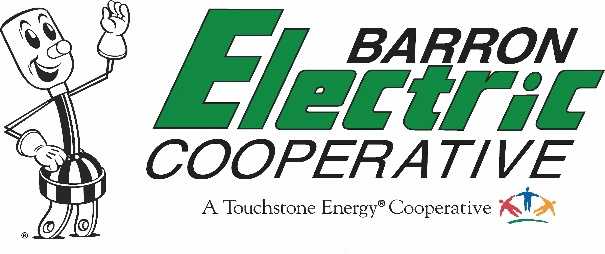 BARRON
Electric
COOPERATIVE
A Touchstone Energy® Cooperative
®